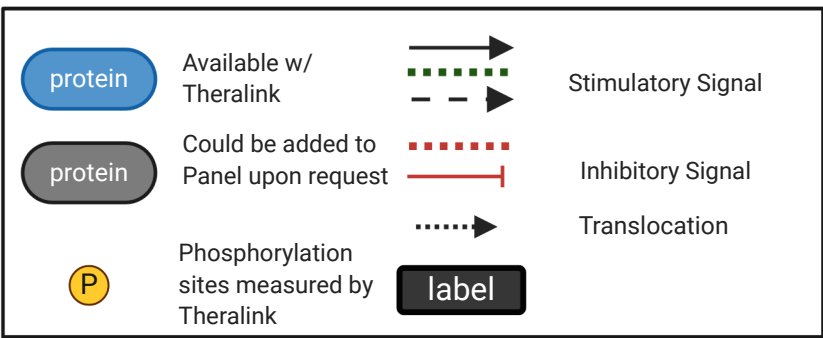 protein
Available w/
Theralink
Stimulatory Signal
protein
Could be added to
Panel upon request
Inhibitory Signal
Translocation
P
Phosphorylation
sites measured by
Theralink
label